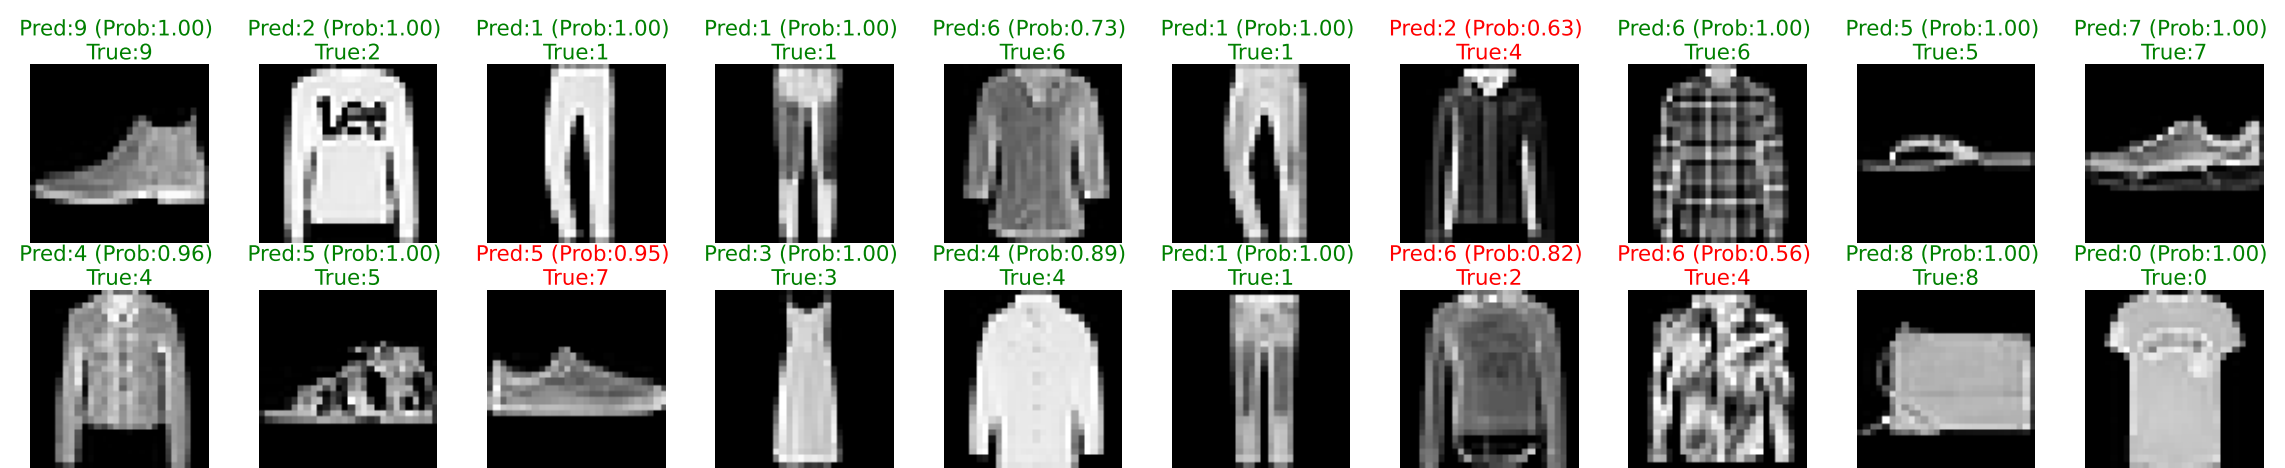 Pred:9 (Prob:1.00) Pred:2 (Prob:1.00) Pred:1 (Prob:1.00) Pred:1 (Prob:1.00) Pred:6 (Prob:0.73) Pred:1 (Prob:1.00) Pred:2 (Prob:0.63) Pred:6 (Prob:1.00) Pred:5 (Prob:1.00) Pred:7 (Prob:1.00)
True:9 True:2 True:1 True:1 True:6 True:1 True:4 True:6 True:5 True:7
Lee
Pred:4 (Prob:0.96) Pred:5 (Prob:1.00) Pred:5 (Prob:0.95) Pred:3 (Prob:1.00) Pred:4 (Prob:0.89) Pred:1 (Prob:1.00) Pred:6 (Prob:0.82) Pred:6 (Prob:0.56) Pred:8 (Prob:1.00) Pred:0 (Prob:1.00)
True:4 True:5 True:7 True:3 True:4 True:1 True:2 True:4 True:8 True:0